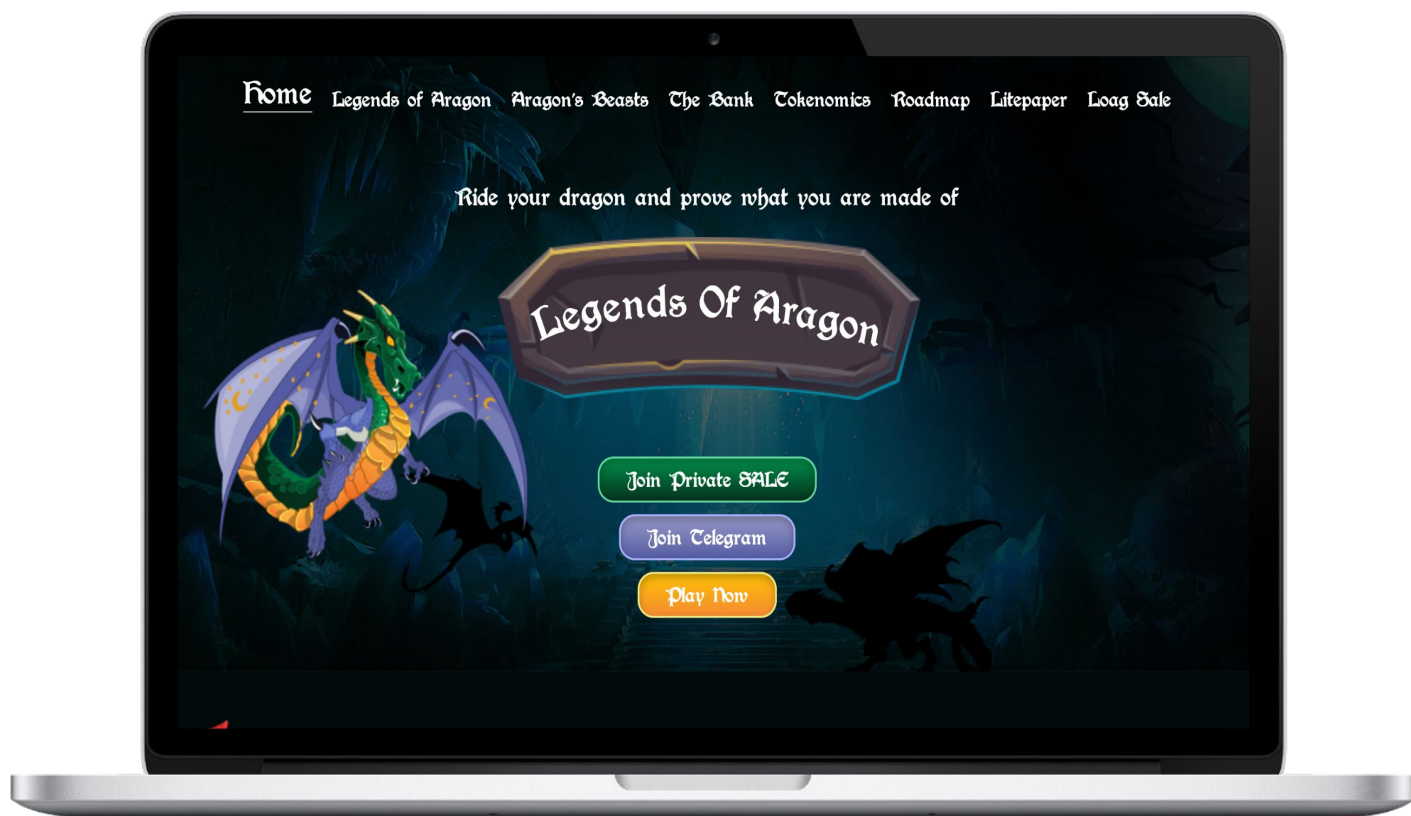 Home Legends of Aragon Aragon's Beasts The Bank Tokenomics Roadmap Litepaper Loag Sale
Ride your dragon and prove what you are made of
Legends Of Aragon
Join Private SALE
Join Telegram
Play Now